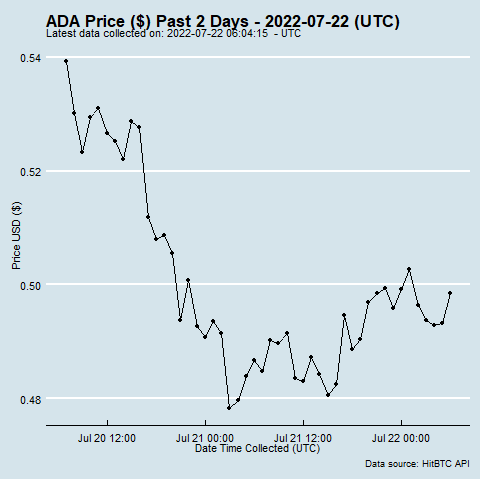 ADA Price ($) Past 2 Days - 2022-07-22 (UTC)
Latest data collected on: 2022-07-22 06:04:15  - UTC
0.54
0.52
0.50
0.48
Price USD ($)
Jul 20 12:00
Jul 21 00:00
Jul 21 12:00
Jul 22 00:00
Date Time Collected (UTC)
Data source: HitBTC API